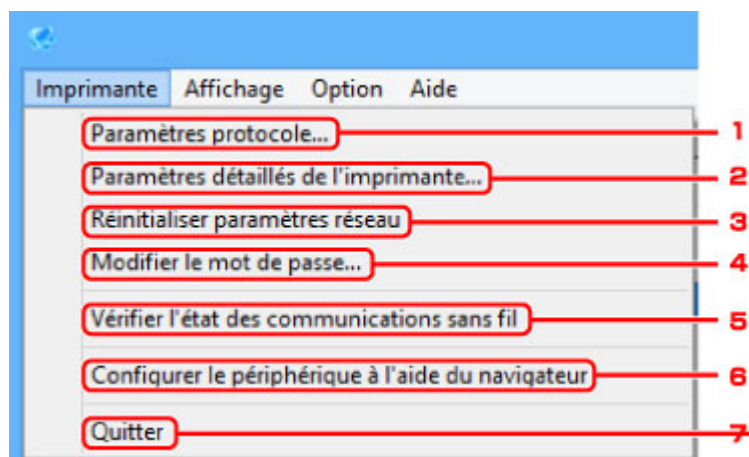 Imprimante Affichage Option Aide
Paramètres protocole... 1
Paramètres détaillés de l'imprimante... 2
Réinitialiser paramètres réseau 3
Modifier le mot de passe... 4
Vérifier l'état des communications sans fil 5
Configurer le périphérique à l'aide du navigateur 6
Quitter 7